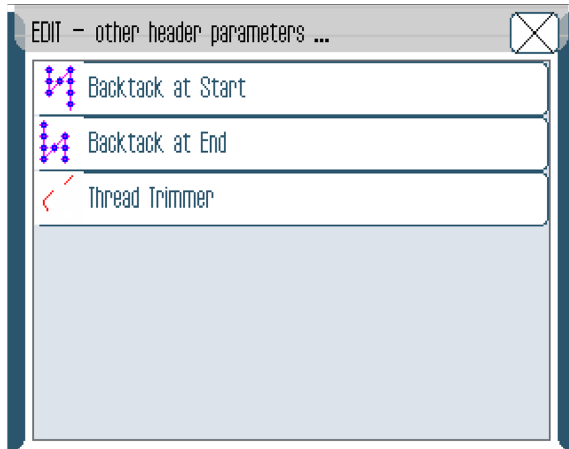 EDIT - other header parameters ...
Backtack at Start
Backtack at End
Thread Trimmer